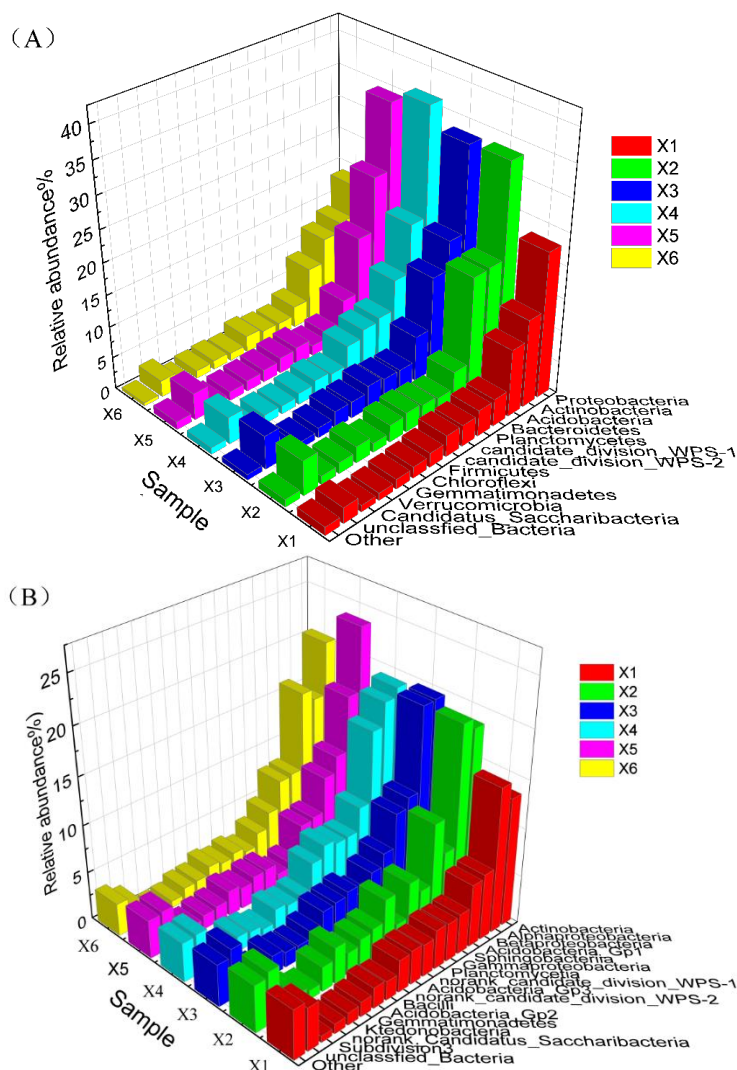 (A)
Relative abundance%
40
35
30
25
20
15
10
5
0
X6
X5
X4
X3
X2
X1
Sample
Proteobacteria
Actinobacteria
Acidobacteria
Bacteroidetes
Planctomycetes
candidate_division_WPS-1
candidate_division_WPS-2
Firmicutes
Chloroflexi
Gemmatimonadetes
Verrucomicrobia
Candidatus_Saccharibacteria
unclassfied_Bacteria
Other
X1
X2
X3
X4
X5
X6
(B)
Relative abundance%)
25
20
15
10
5
0
X6
X5
X4
X3
X2
X1
Sample
Actinobacteria
Alphaproteobacteria
Betaproteobacteria
Acidobacteria_Gp1
Sphingobacteriia
Gammaproteobacteria
Planctomycetia
norank_candidate_division_WPS-1
Acidobacteria_Gp3
norank_candidate_division_WPS-2
Bacilli
Acidobacteria_Gp2
Gemmatimonadetes
Ktedonobacteria
norank_Candidatus_Saccharibacteria
Subdivision3
unclassfied_Bacteria
Other
X1
X2
X3
X4
X5
X6